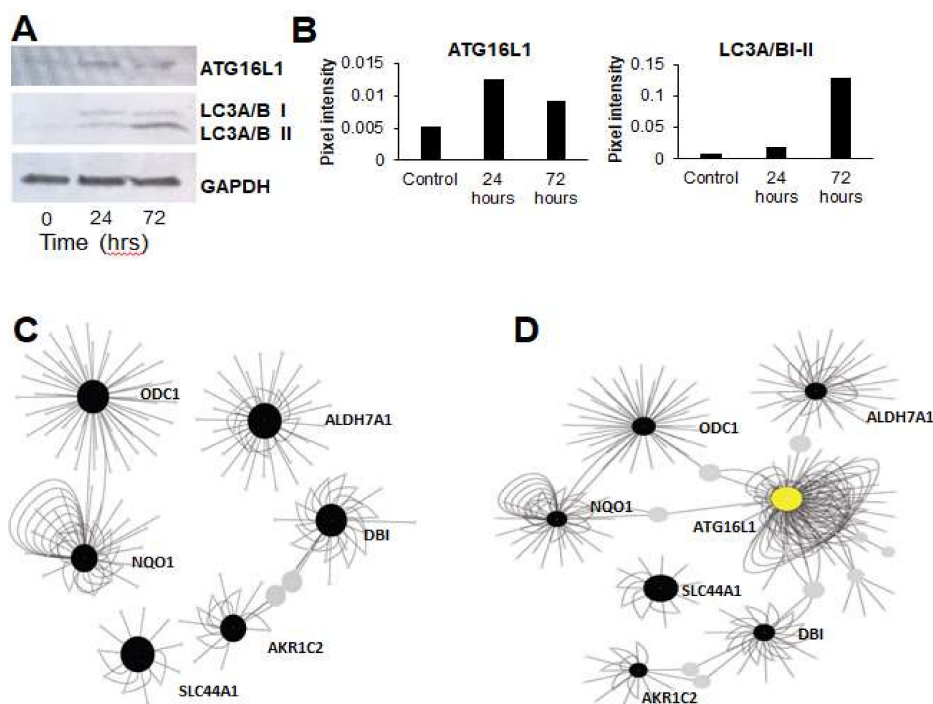 A
ATG16L1
LC3A/B I
LC3A/B II
GAPDH
0 24 72
Time (hrs)
B
ATG16L1
Pixel intensity
0.015
0.01
0.005
0
Control 24 hours 72 hours
LC3A/BI-II
Pixel intensity
0.15
0.1
0.05
0
Control 24 hours 72 hours
C
ODC1
ALDH7A1
NQO1
DBI
AKR1C2
SLC44A1
D
ODC1
ALDH7A1
NQO1
ATG16L1
SLC44A1
DBI
AKR1C2